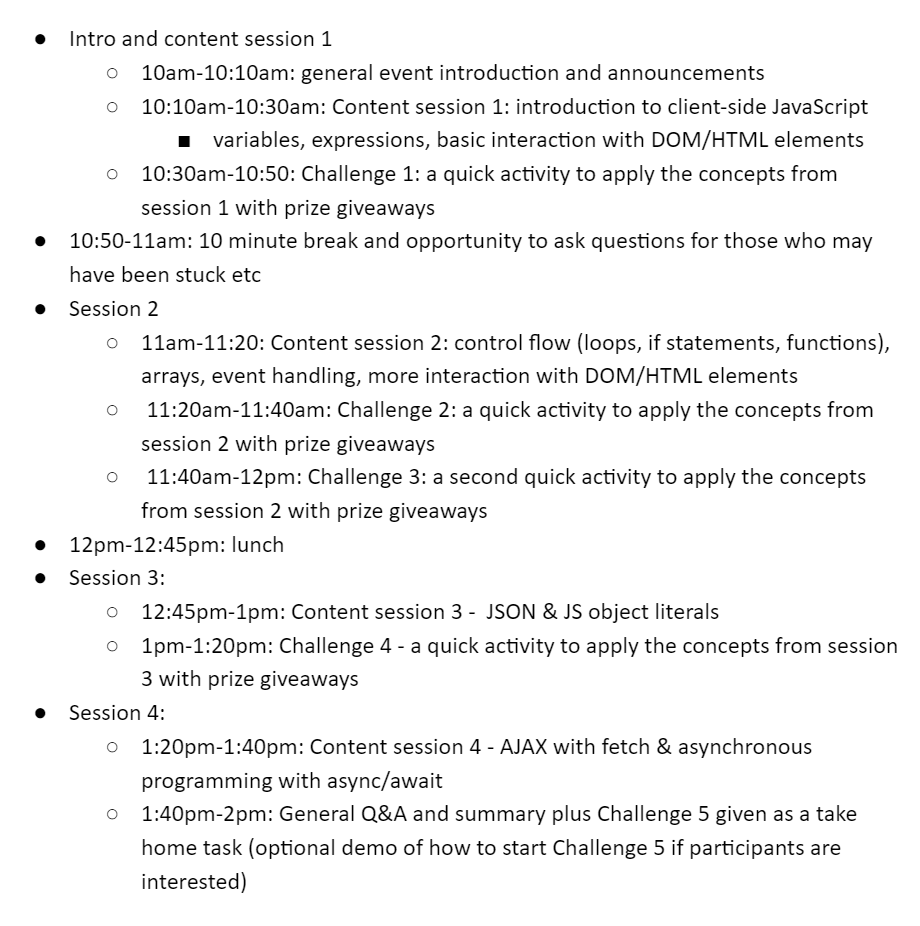 ● Intro and content session 1
○ 10am-10:10am: general event introduction and announcements
○ 10:10am-10:30am: Content session 1: introduction to client-side JavaScript
■ variables, expressions, basic interaction with DOM/HTML elements
○ 10:30am-10:50: Challenge 1: a quick activity to apply the concepts from
session 1 with prize giveaways
● 10:50-11am: 10 minute break and opportunity to ask questions for those who may
have been stuck etc
● Session 2
○ 11am-11:20: Content session 2: control flow (loops, if statements, functions),
arrays, event handling, more interaction with DOM/HTML elements
○ 11:20am-11:40am: Challenge 2: a quick activity to apply the concepts from
session 2 with prize giveaways
○ 11:40am-12pm: Challenge 3: a second quick activity to apply the concepts
from session 2 with prize giveaways
● 12pm-12:45pm: lunch
● Session 3:
○ 12:45pm-1pm: Content session 3 - JSON & JS object literals
○ 1pm-1:20pm: Challenge 4 - a quick activity to apply the concepts from session
3 with prize giveaways
● Session 4:
○ 1:20pm-1:40pm: Content session 4 - AJAX with fetch & asynchronous
programming with async/await
○ 1:40pm-2pm: General Q&A and summary plus Challenge 5 given as a take
home task (optional demo of how to start Challenge 5 if participants are
interested)